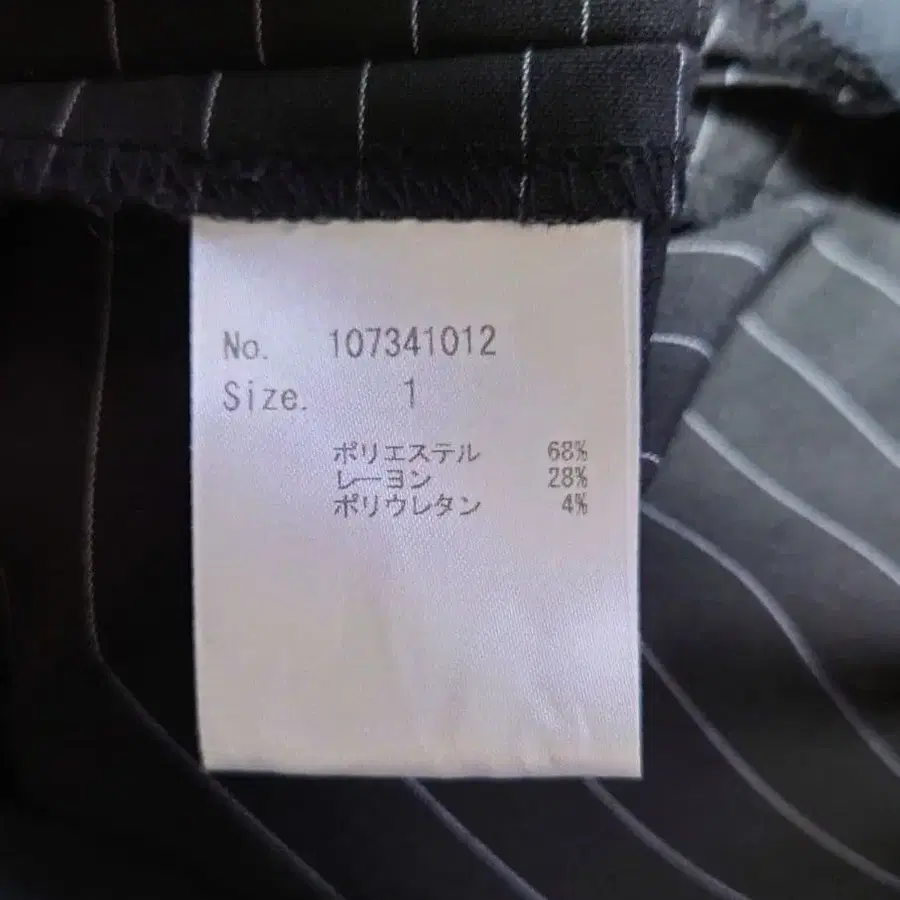 No. 107341012
Size. 1
ポリエステル 68%
レーヨン 28%
ポリウレタン 4%